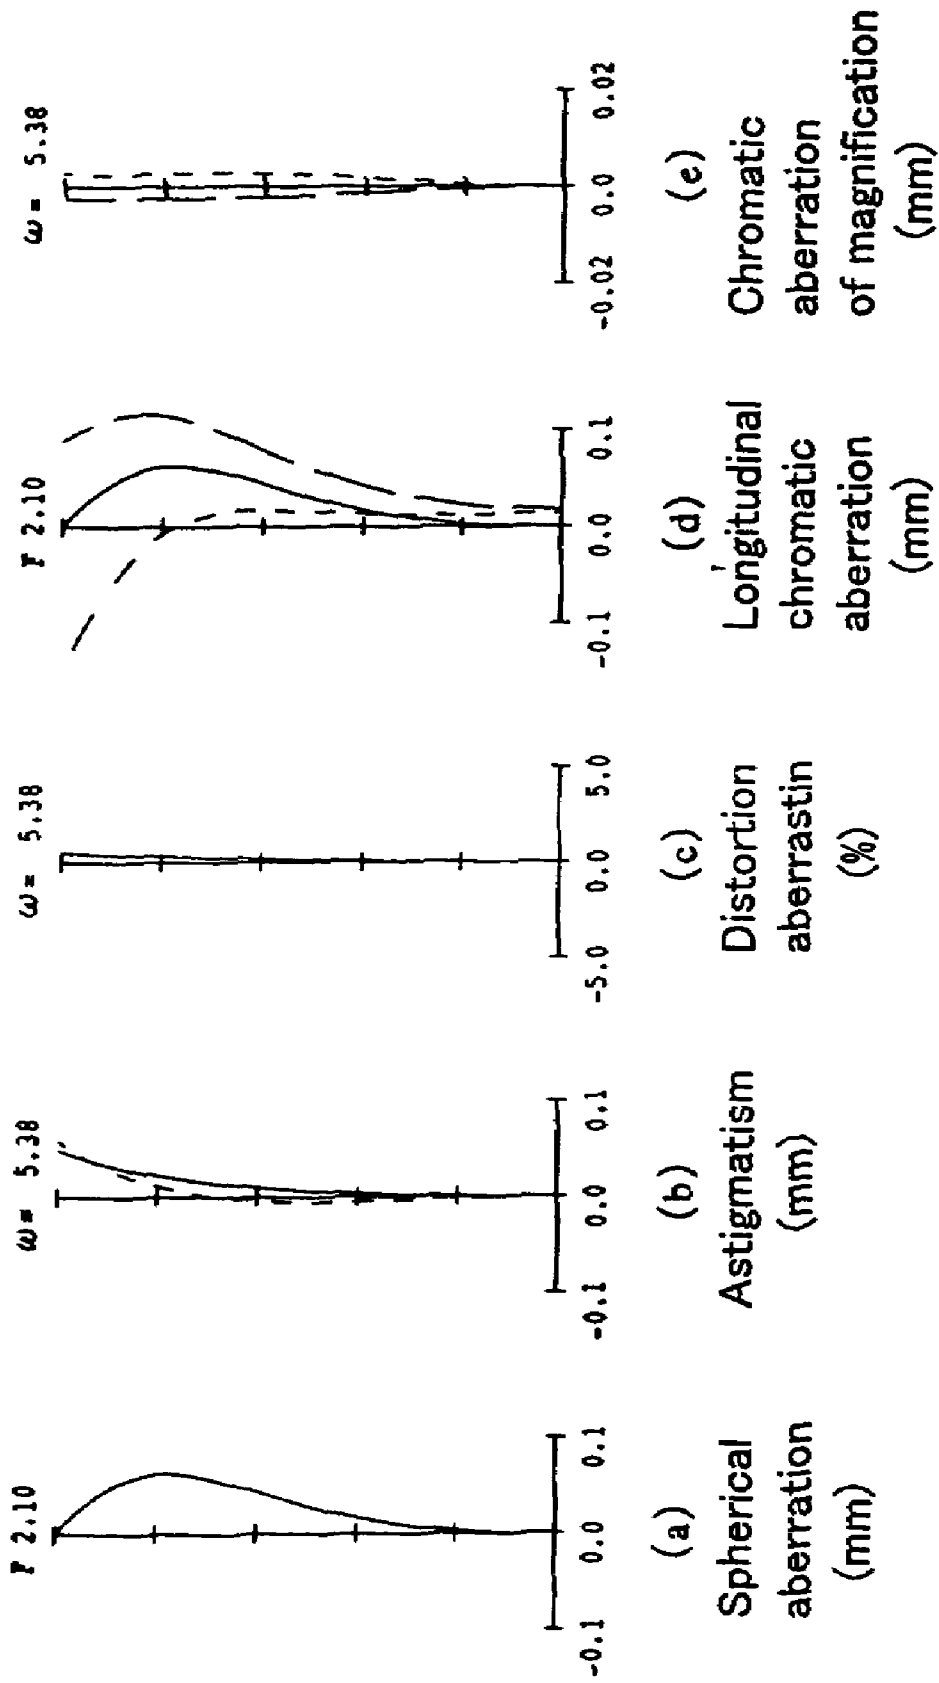 F 2.10
-0.1 0.0 0.1
(a)
Spherical
aberration
(mm)
ω= 5.38
-0.1 0.0 0.1
(b)
Astigmatism
(mm)
ω= 5.38
-5.0 0.0 5.0
(c)
Distortion
aberrastin
(%)
F 2.10
-0.1 0.0 0.1
(d)
Longitudinal
chromatic
aberration
(mm)
ω= 5.38
-0.02 0.0 0.02
(e)
Chromatic
aberration
of magnification
(mm)